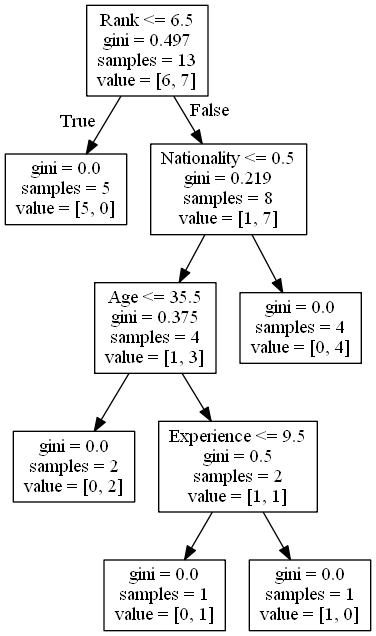 Rank <= 6.5
gini = 0.497
samples = 13
value = [6, 7]
True
False
gini = 0.0
samples = 5
value = [5, 0]
Nationality <= 0.5
gini = 0.219
samples = 8
value = [1, 7]
Age <= 35.5
gini = 0.375
samples = 4
value = [1, 3]
gini = 0.0
samples = 4
value = [0, 4]
gini = 0.0
samples = 2
value = [0, 2]
Experience <= 9.5
gini = 0.5
samples = 2
value = [1, 1]
gini = 0.0
samples = 1
value = [0, 1]
gini = 0.0
samples = 1
value = [1, 0]